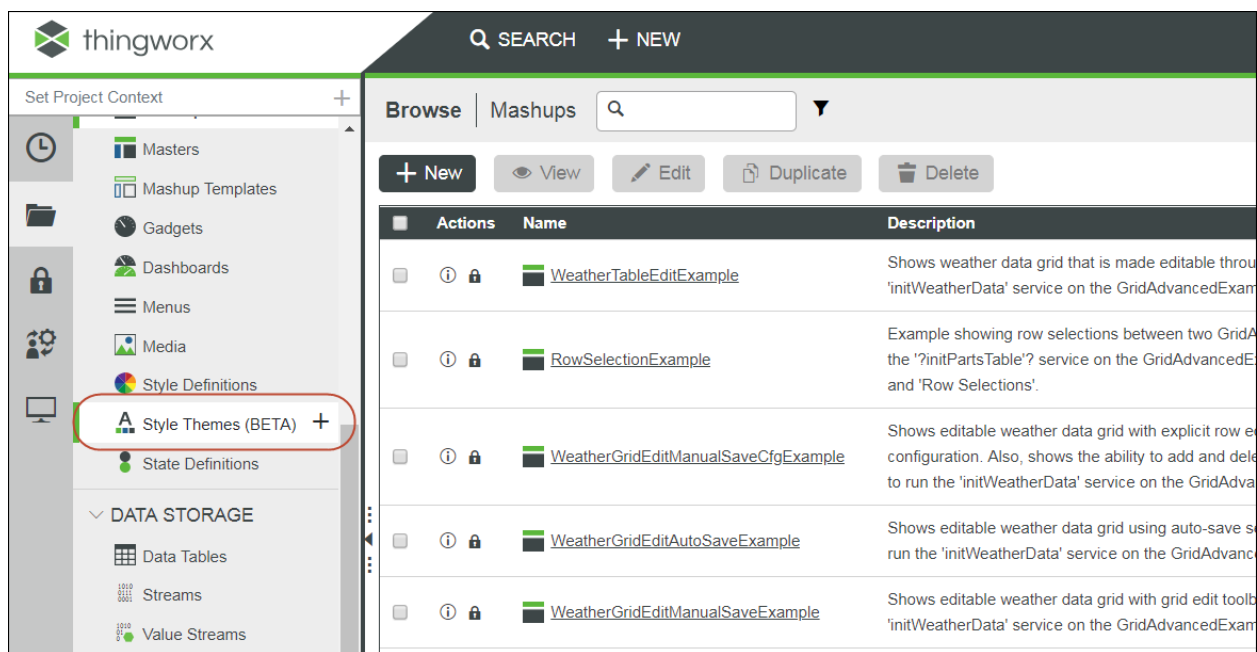 thingworx
SEARCH
NEW
Set Project Context
Browse
Mashups
Masters
Mashup Templates
Gadgets
Dashboards
Menus
Media
Style Definitions
Style Themes (BETA)
State Definitions
DATA STORAGE
Data Tables
Streams
Value Streams
New
View
Edit
Duplicate
Delete
Actions Name Description
WeatherTableEditExample
Shows weather data grid that is made editable throu
'initWeatherData' service on the GridAdvancedExam
RowSelectionExample
Example showing row selections between two GridA
the '?initPartsTable'? service on the GridAdvancedE
and 'Row Selections'.
WeatherGridEditManualSaveCfgExample
Shows editable weather data grid with explicit row e
configuration. Also, shows the ability to add and dele
to run the 'initWeatherData' service on the GridAdva
WeatherGridEditAutoSaveExample
Shows editable weather data grid using auto-save s
run the 'initWeatherData' service on the GridAdvanc
WeatherGridEditManualSaveExample
Shows editable weather data grid with grid edit toolb
'initWeatherData' service on the GridAdvancedExam